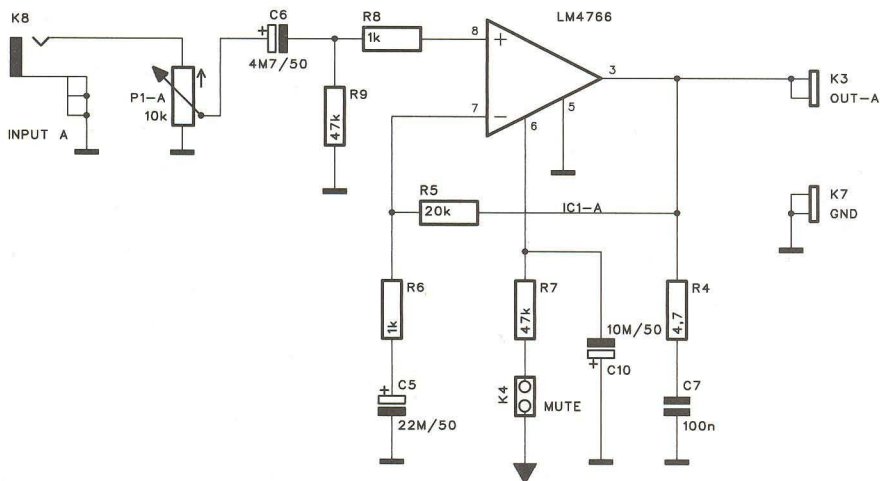 K8
INPUT A
P1-A
10k
C6
+
4M7/50
R9
47k
R8
1k
LM4766
8
+
7
−
3
5
6
K3
OUT-A
K7
GND
R5
20k
IC1-A
R6
1k
+
C5
22M/50
R7
47k
K4
MUTE
10M/50
+
C10
R4
4,7
C7
100n